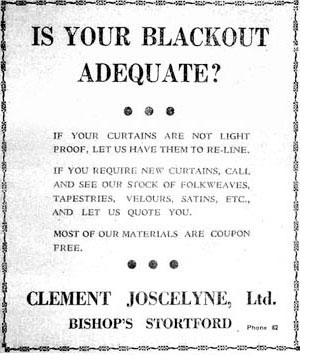 IS YOUR BLACKOUT
ADEQUATE?
IF YOUR CURTAINS ARE NOT LIGHT
PROOF, LET US HAVE THEM TO RE-LINE.
IF YOU REQUIRE NEW CURTAINS, CALL
AND SEE OUR STOCK OF FOLKWEAVES,
TAPESTRIES, VELOURS, SATINS, ETC.,
AND LET US QUOTE YOU.
MOST OF OUR MATERIALS ARE COUPON
FREE.
CLEMENT JOSCELYNE, Ltd.
BISHOP'S STORTFORD Phone 62